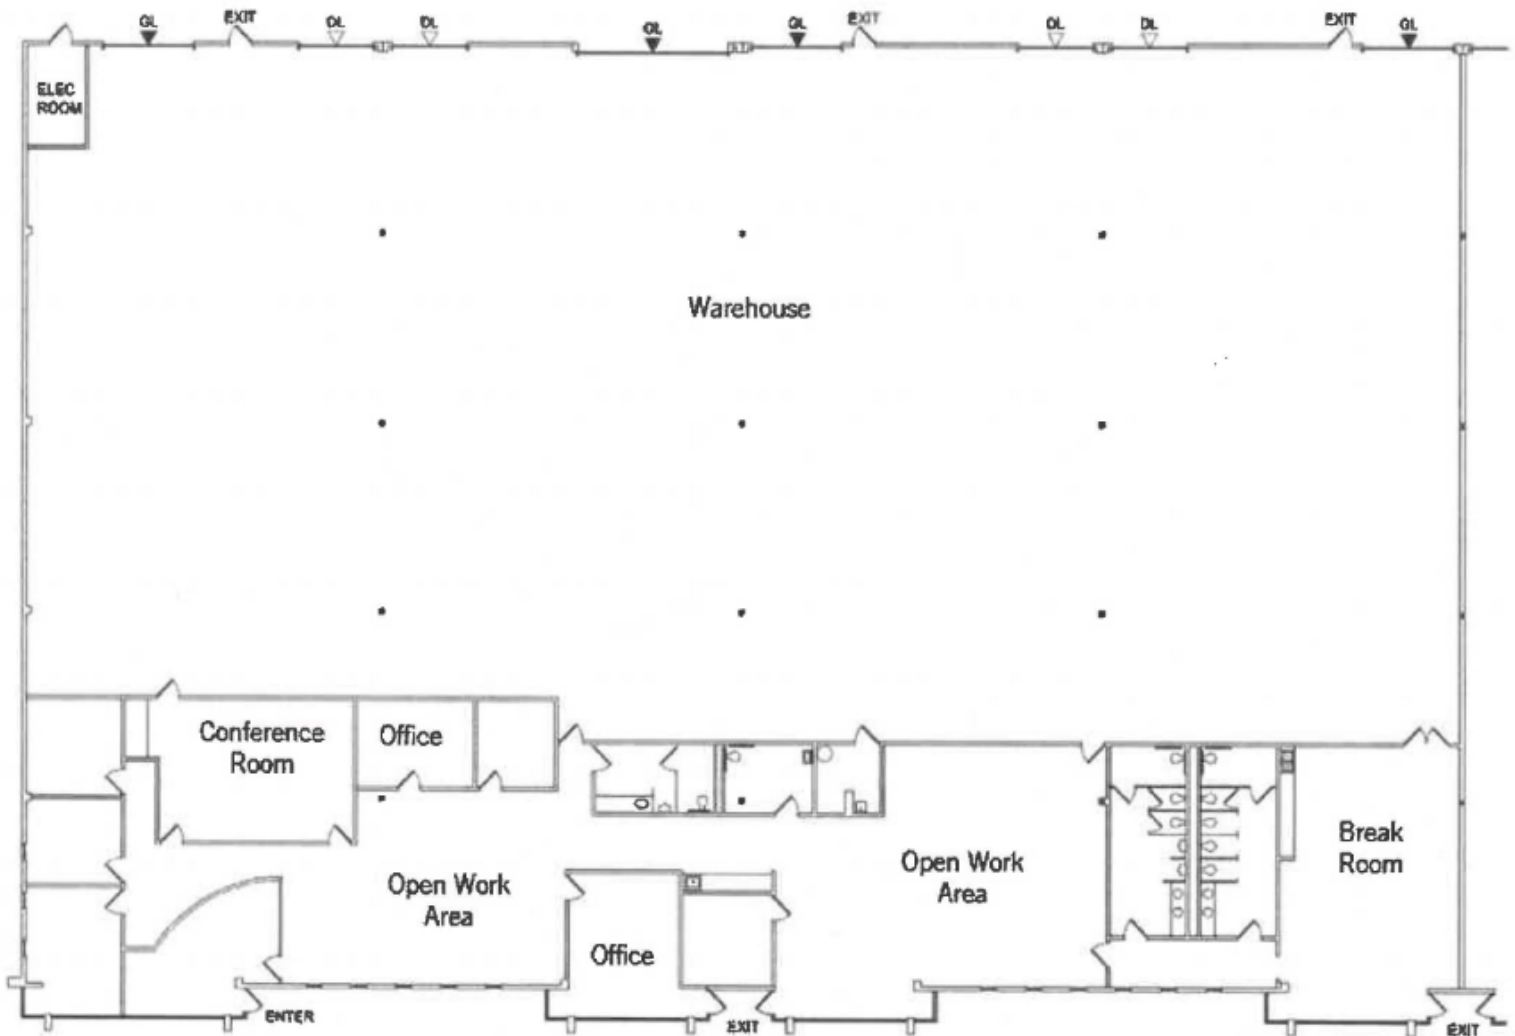 GL
EXIT
DL
DL
GL
GL
EXIT
DL
DL
EXIT
GL
ELEC
ROOM
Warehouse
Conference
Room
Office
Open Work
Area
Office
Open Work
Area
Break
Room
ENTER
EXIT
EXIT